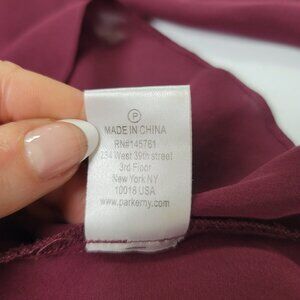 P
MADE IN CHINA
RN#145761
234 West 39th street
3rd Floor
New York NY
10018 USA
www.parkerny.com